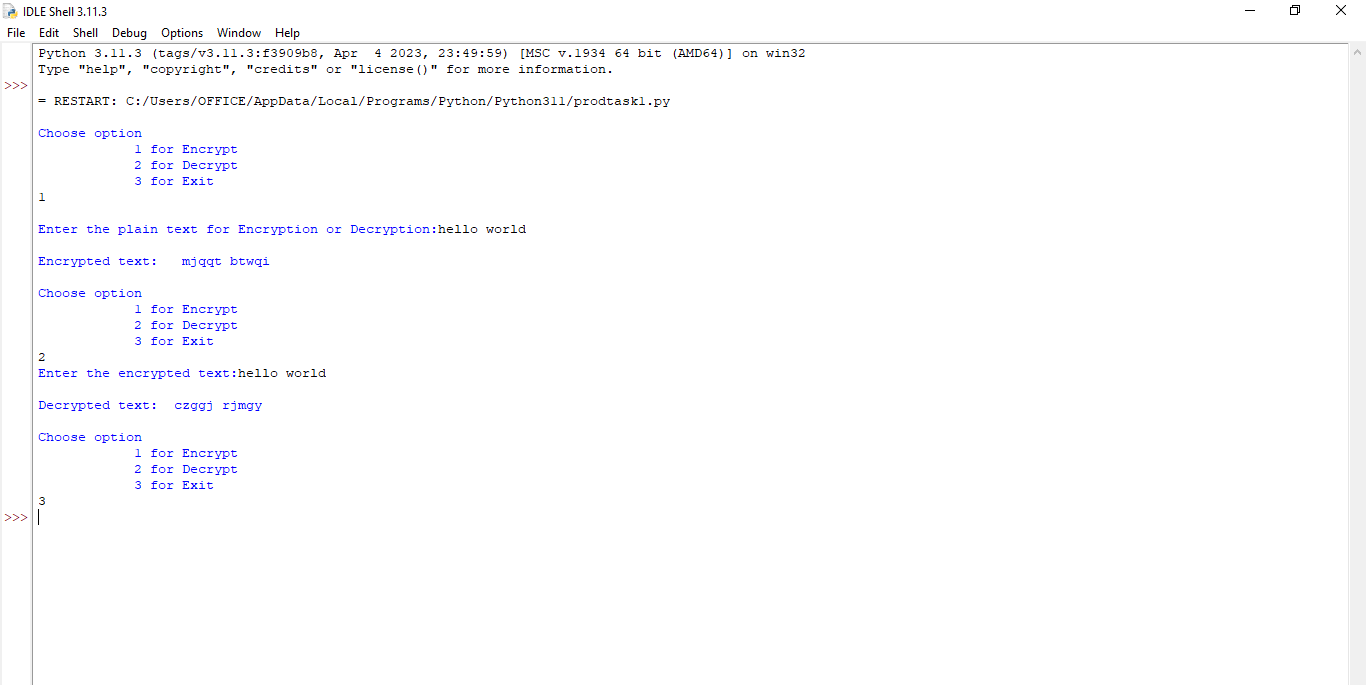 IDLE Shell 3.11.3
File Edit Shell Debug Options Window Help
Python 3.11.3 (tags/v3.11.3:f3909b8, Apr  4 2023, 23:49:59) [MSC v.1934 64 bit (AMD64)] on win32
Type "help", "copyright", "credits" or "license()" for more information.
>>>
= RESTART: C:/Users/OFFICE/AppData/Local/Programs/Python/Python311/prodtask1.py
Choose option
1 for Encrypt
2 for Decrypt
3 for Exit
1
Enter the plain text for Encryption or Decryption:hello world
Encrypted text:   mjqqt btwqi
Choose option
1 for Encrypt
2 for Decrypt
3 for Exit
2
Enter the encrypted text:hello world
Decrypted text:  czggj rjmgy
Choose option
1 for Encrypt
2 for Decrypt
3 for Exit
3
>>>